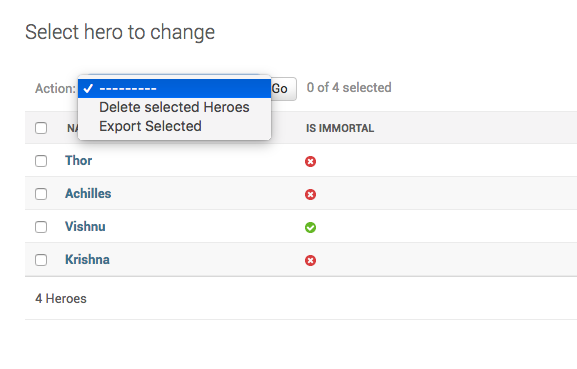 Select hero to change
Action:
---------
Go
0 of 4 selected
Delete selected Heroes
Export Selected
IS IMMORTAL
Thor
Achilles
Vishnu
Krishna
4 Heroes